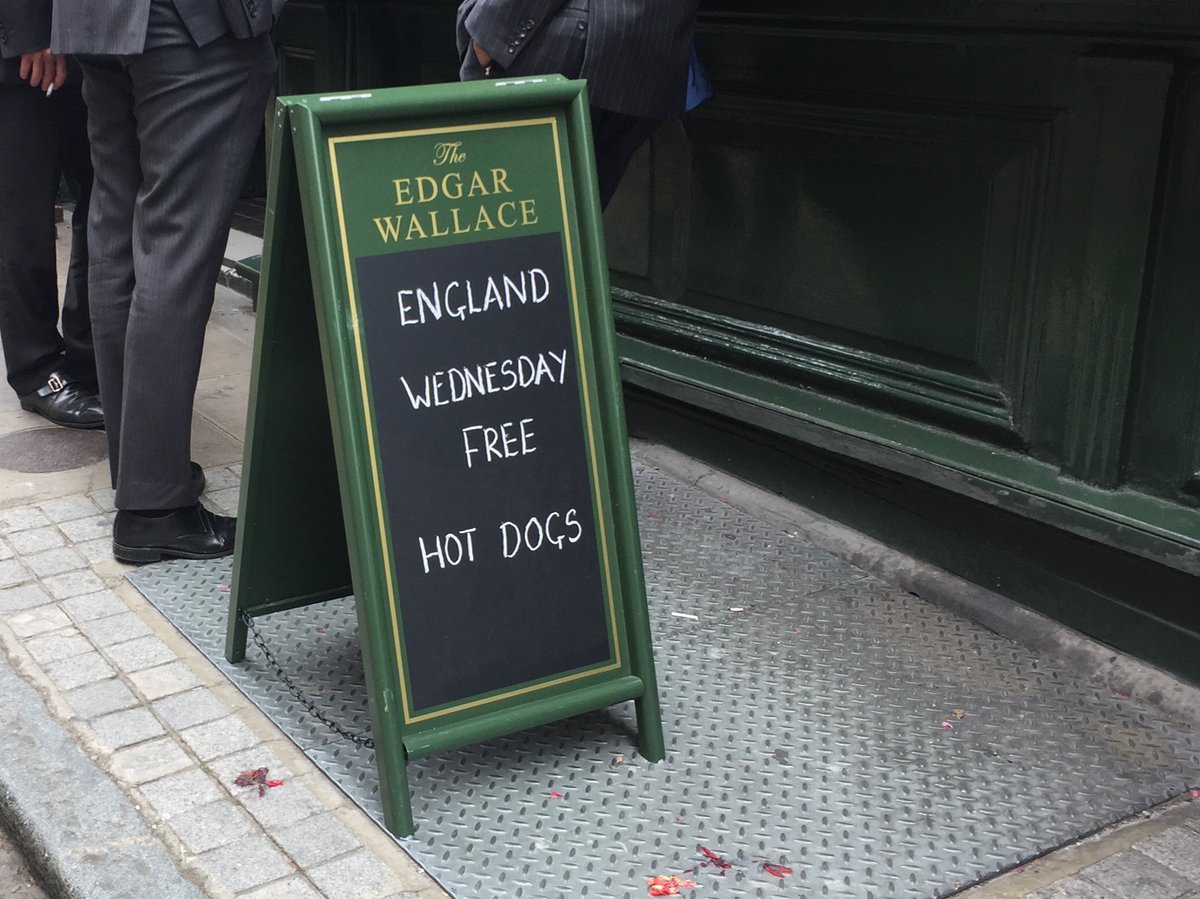 The
EDGAR
WALLACE
ENGLAND
WEDNESDAY
FREE
HOT DOGS